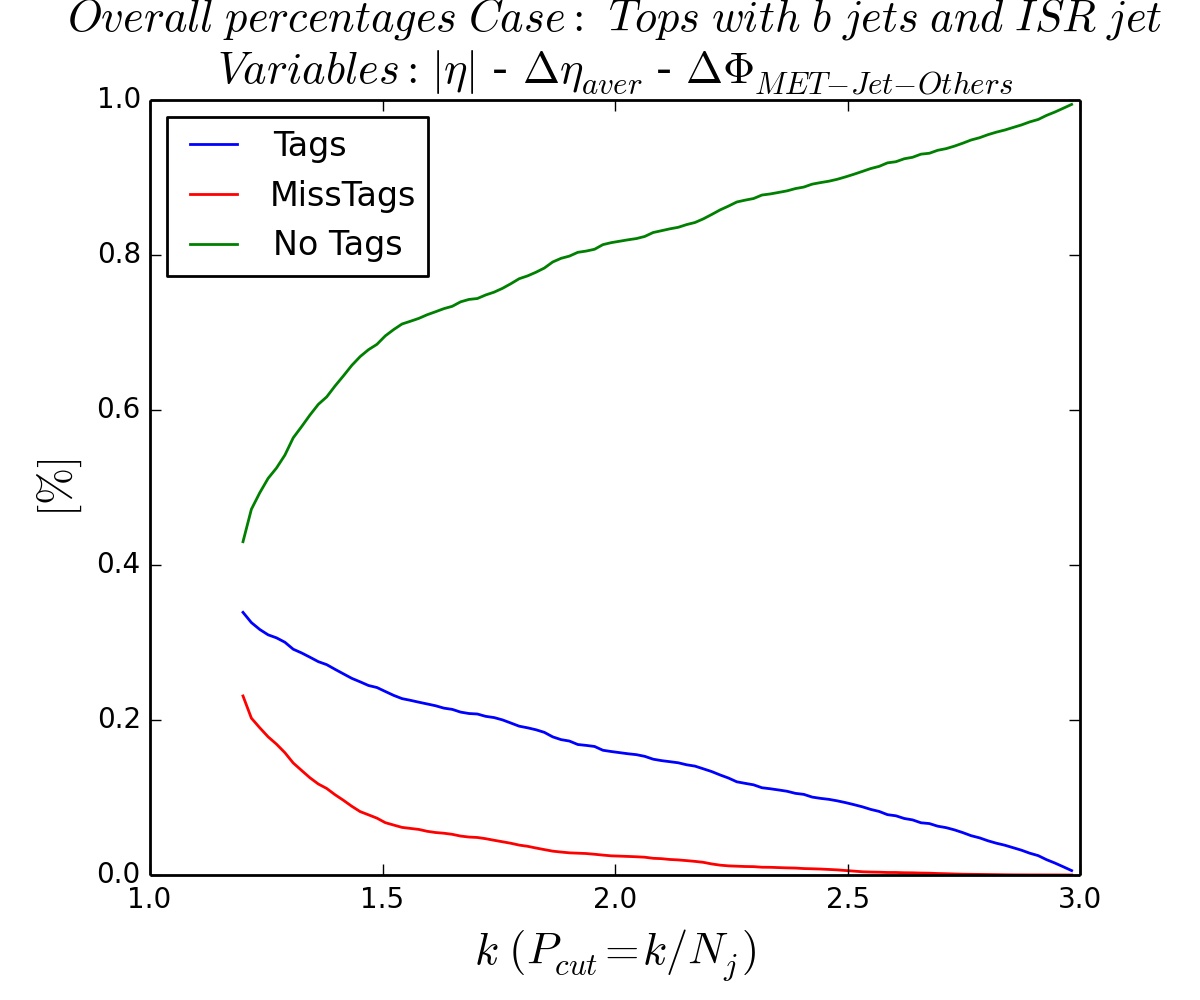 Overall percentages Case: Tops with b jets and ISR jet
Variables: |η| - Δη_aver - ΔΦ_MET−Jet−Others
1.0
0.8
0.6
0.4
0.2
0.0
[%]
Tags
MissTags
No Tags
1.0 1.5 2.0 2.5 3.0
k (P_cut=k/N_j)